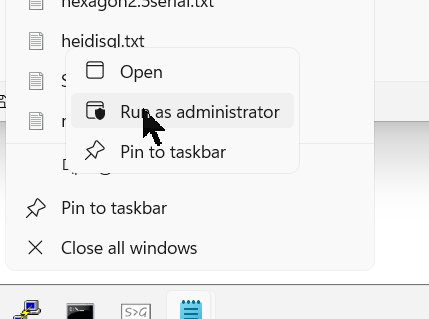 hexagon2.5serial.txt
heidisql.txt
Open
Run as administrator
Pin to taskbar
Pin to taskbar
Close all windows
S>G